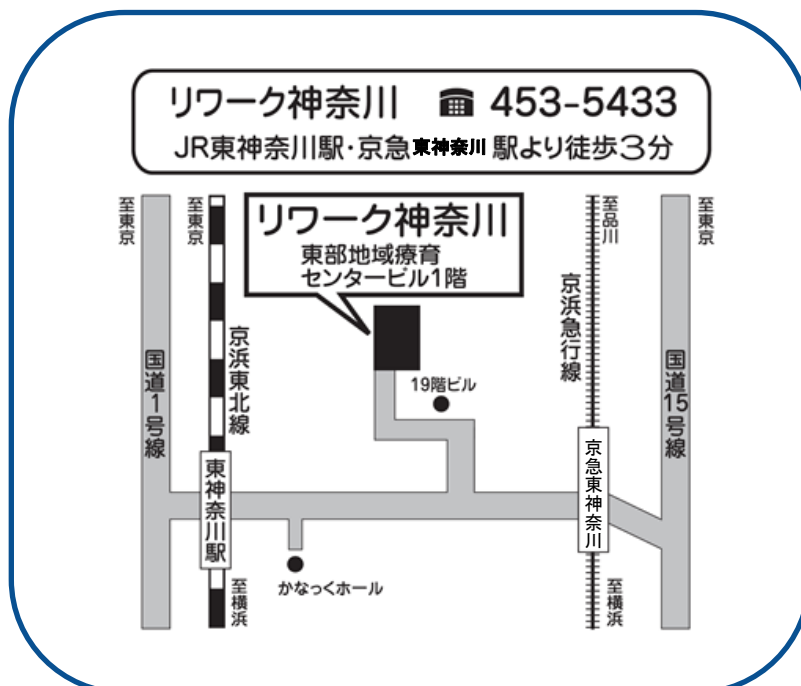 リワーク神奈川 ☎ 453-5433
JR東神奈川駅・京急東神奈川駅より徒歩3分
至東京
至東京
リワーク神奈川
東部地域療育
センタービル1階
至品川
至東京
国道1号線
京浜東北線
京浜急行線
国道15号線
19階ビル
東神奈川駅
京急東神奈川
かなっくホール
至横浜
至横浜